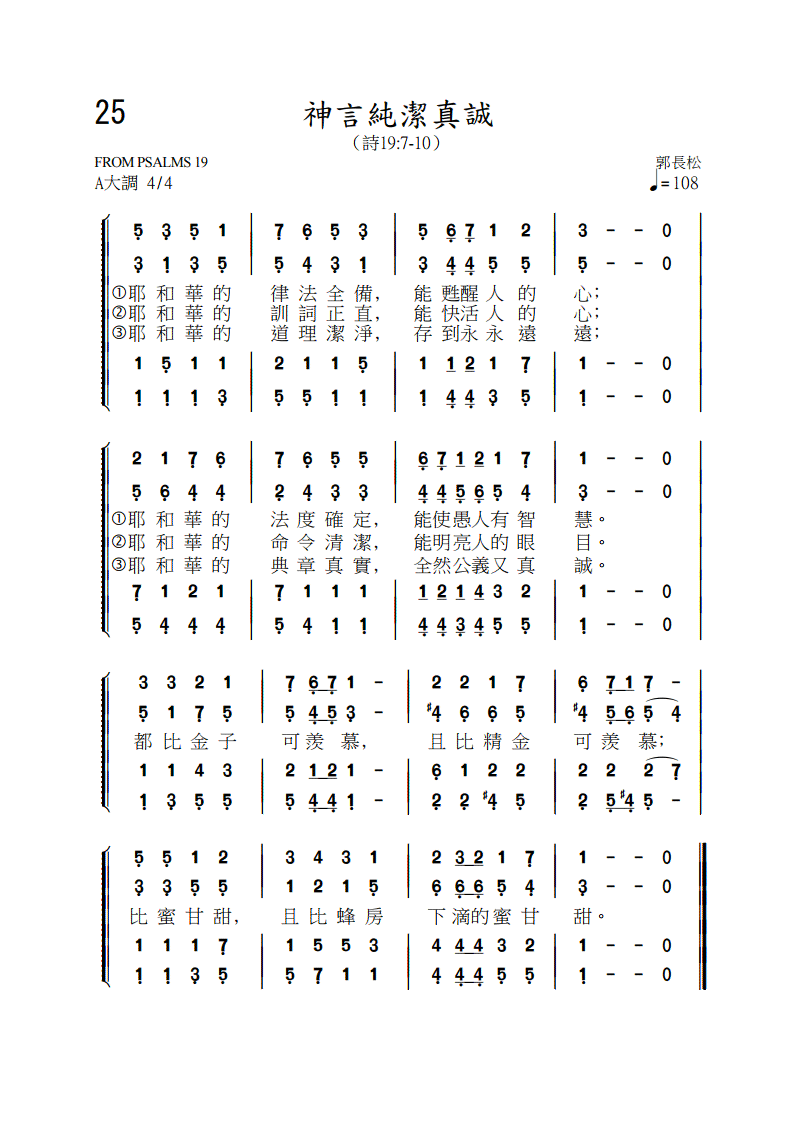 25
神言純潔真誠
（詩19:7-10）
FROM PSALMS 19 郭長松
A大調 4/4 ♩=108
5̣ 3̣ 5̣ 1 | 7̣ 6̣ 5̣ 3̣ | 5̣ 6̣ 7̣ 1 2 | 3 - - 0
3̣ 1̣ 3̣ 5̣ | 5̣ 4̣ 3̣ 1̣ | 3̣ 4̣ 4̣ 5̣ 5̣ | 5̣ - - 0
①耶和華的 律法全備， 能甦醒人的 心；
②耶和華的 訓詞正直， 能快活人的 心；
③耶和華的 道理潔淨， 存到永永遠 遠；
1 5̣ 1 1 | 2 1 1 5̣ | 1 1 2 1 7̣ | 1 - - 0
1̣ 1̣ 1̣ 3̣ | 5̣ 5̣ 1̣ 1̣ | 1̣ 4̣ 4̣ 3̣ 5̣ | 1̣ - - 0
2 1 7̣ 6̣ | 7̣ 6̣ 5̣ 5̣ | 6̣ 7̣ 1 2 1 7̣ | 1 - - 0
5̣ 6̣ 4̣ 4̣ | 2̣ 4̣ 3̣ 3̣ | 4̣ 4̣ 5̣ 6̣ 5̣ 4̣ | 3̣ - - 0
①耶和華的 法度確定， 能使愚人有智 慧。
②耶和華的 命令清潔， 能明亮人的眼 目。
③耶和華的 典章真實， 全然公義又真 誠。
7̣ 1 2 1 | 7̣ 1 1 1 | 1 2 1 4 3 2 | 1 - - 0
5̣ 4̣ 4̣ 4̣ | 5̣ 4̣ 1̣ 1̣ | 4̣ 4̣ 3̣ 4̣ 5̣ 5̣ | 1̣ - - 0
3 3 2 1 | 7̣ 6̣ 7̣ 1 - | 2 2 1 7̣ | 6̣ 7̣ 1 7̣ -
5̣ 1 7̣ 5̣ | 5̣ 4̣ 5̣ 3̣ - | #4̣ 6̣ 6̣ 5̣ | #4̣ 5̣ 6̣ 5̣ 4̣
都比金子 可羨慕， 且比精金 可羨慕；
1 1 4 3 | 2 1 2 1 - | 6̣ 1 2 2 | 2 2 2 7̣
1̣ 3̣ 5̣ 5̣ | 5̣ 4̣ 4̣ 1̣ - | 2̣ 2̣ #4̣ 5̣ | 2̣ 5̣ #4̣ 5̣ -
5̣ 5̣ 1 2 | 3 4 3 1 | 2 3 2 1 7̣ | 1 - - 0
3̣ 3̣ 5̣ 5̣ | 1 2 1 5̣ | 6̣ 6̣ 6̣ 5̣ 4̣ | 3̣ - - 0
比蜜甘甜， 且比蜂房 下滴的蜜甘 甜。
1 1 1 7̣ | 1 5 5 3 | 4 4 4 3 2 | 1 - - 0
1̣ 1̣ 3̣ 5̣ | 5̣ 7̣ 1 1 | 4̣ 4̣ 4̣ 5̣ 5̣ | 1̣ - - 0